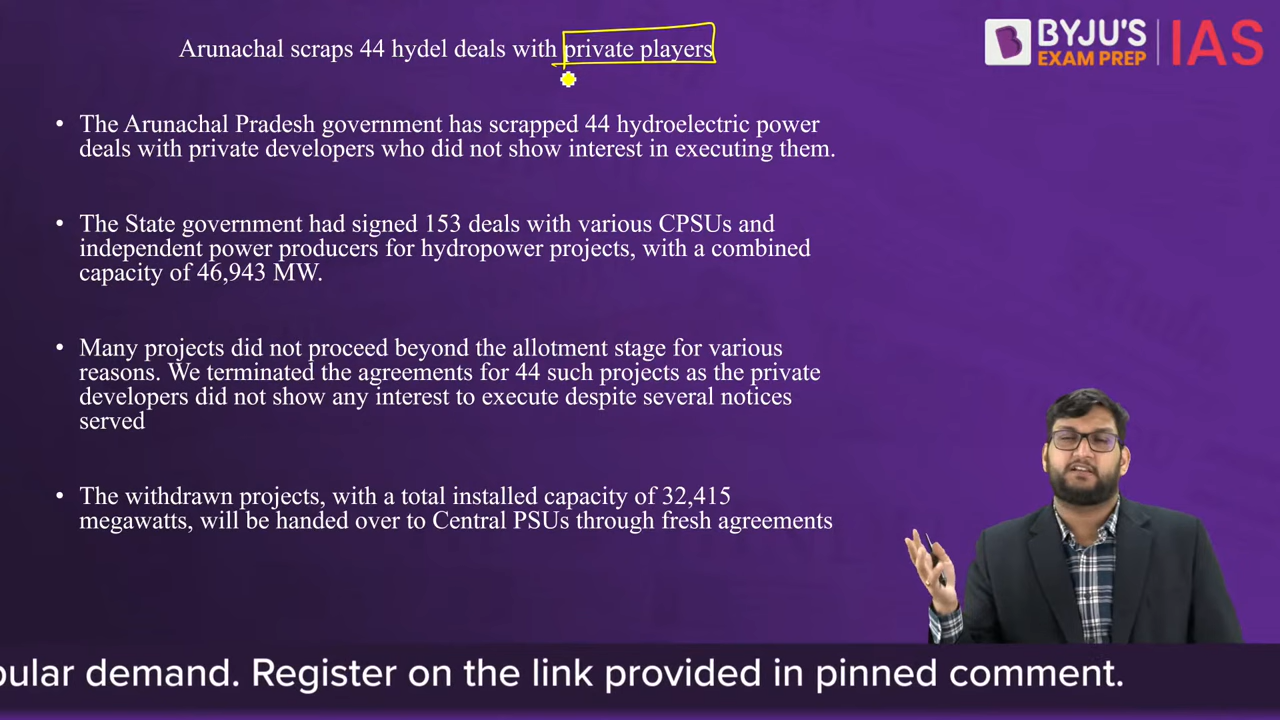 Arunachal scraps 44 hydel deals with private players
BYJU'S
EXAM PREP
IAS
• The Arunachal Pradesh government has scrapped 44 hydroelectric power
deals with private developers who did not show interest in executing them.
• The State government had signed 153 deals with various CPSUs and
independent power producers for hydropower projects, with a combined
capacity of 46,943 MW.
• Many projects did not proceed beyond the allotment stage for various
reasons. We terminated the agreements for 44 such projects as the private
developers did not show any interest to execute despite several notices
served
• The withdrawn projects, with a total installed capacity of 32,415
megawatts, will be handed over to Central PSUs through fresh agreements
demand. Register on the link provided in pinned comment.